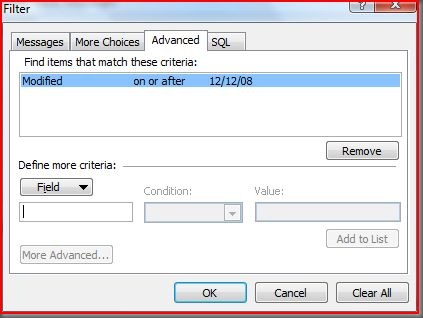 Filter
Messages More Choices Advanced SQL
Find items that match these criteria:
Modified on or after 12/12/08
Remove
Define more criteria:
Field Condition: Value:
Add to List
More Advanced...
OK Cancel Clear All